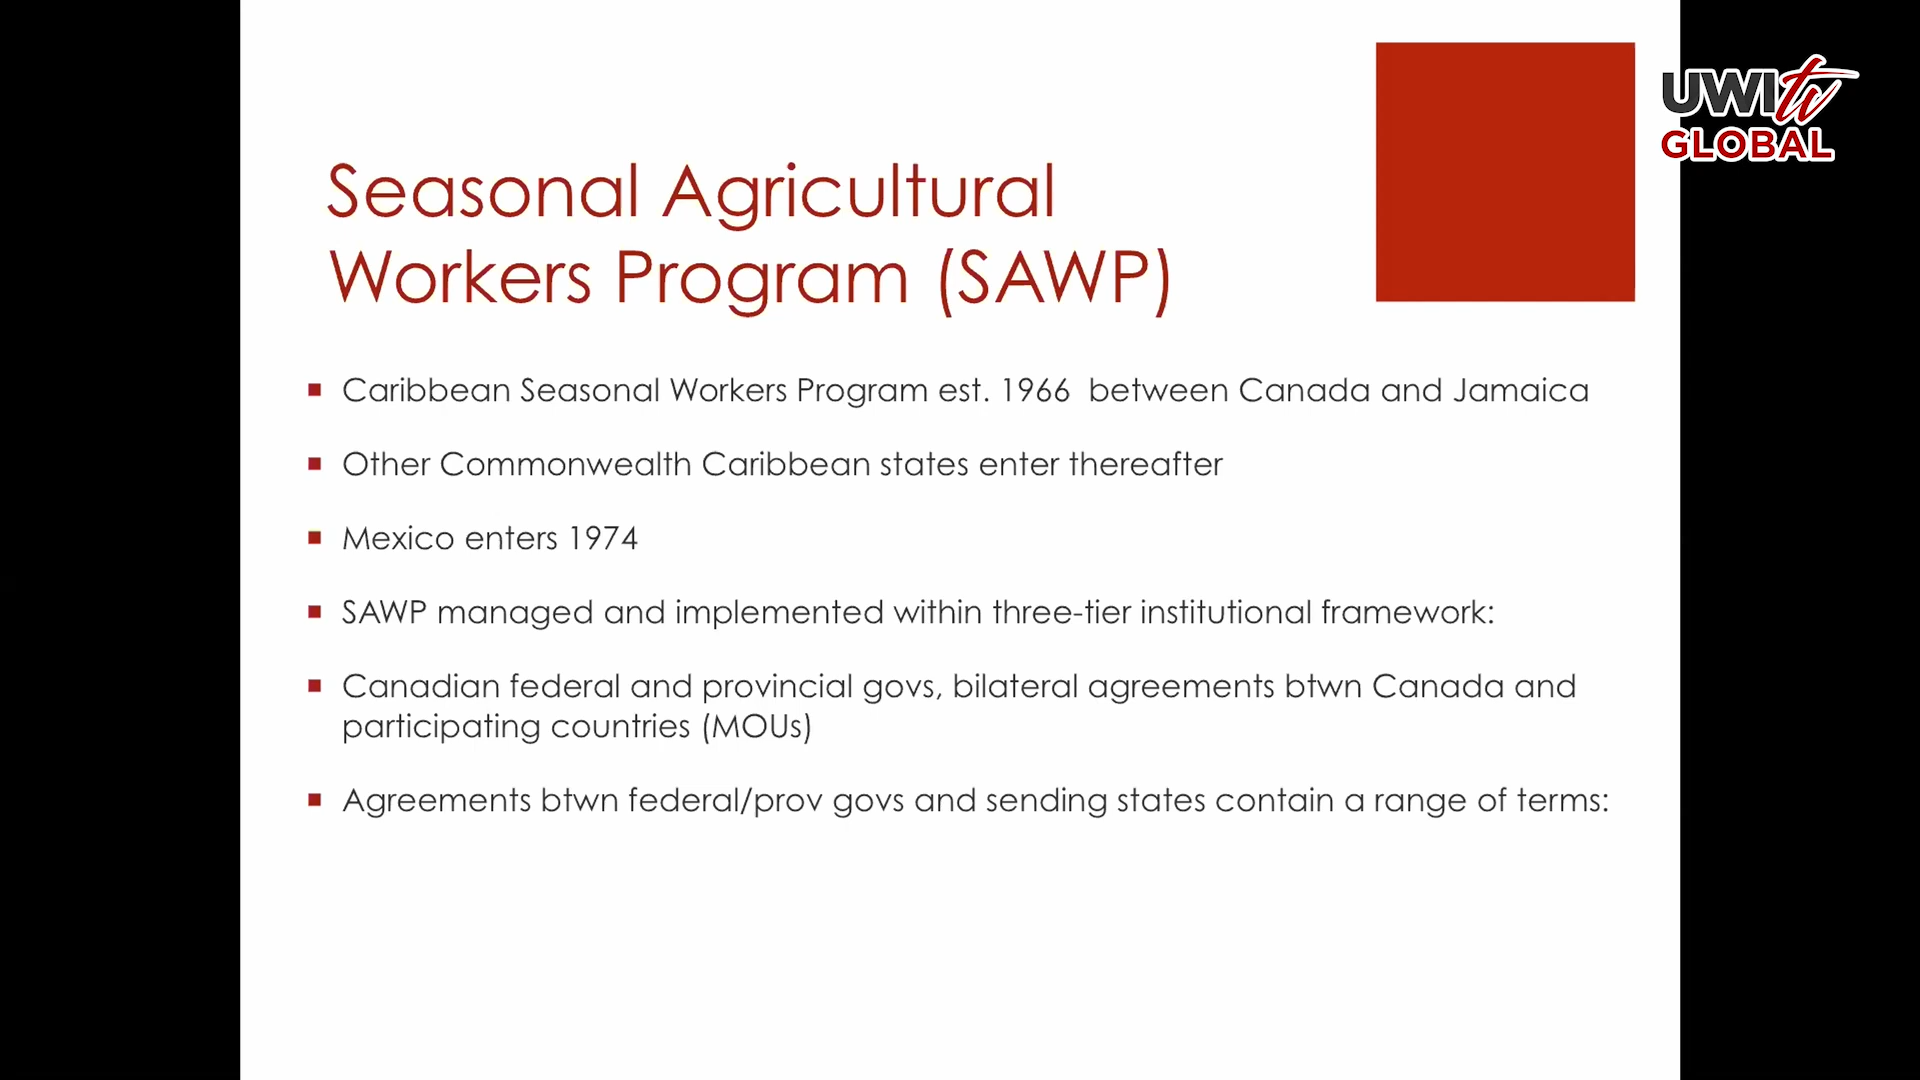 UWItv
GLOBAL
Seasonal Agricultural
Workers Program (SAWP)
Caribbean Seasonal Workers Program est. 1966 between Canada and Jamaica
Other Commonwealth Caribbean states enter thereafter
Mexico enters 1974
SAWP managed and implemented within three-tier institutional framework:
Canadian federal and provincial govs, bilateral agreements btwn Canada and
participating countries (MOUs)
Agreements btwn federal/prov govs and sending states contain a range of terms: